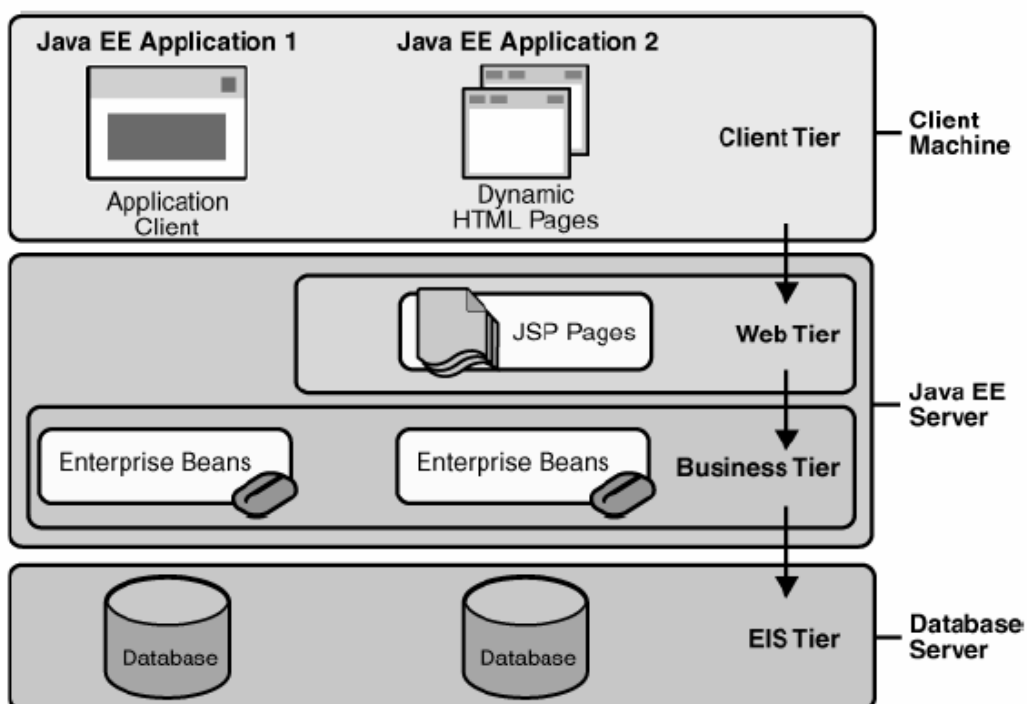 Java EE Application 1
Java EE Application 2
Application
Client
Dynamic
HTML Pages
Client Tier
Client
Machine
JSP Pages
Web Tier
Java EE
Server
Enterprise Beans
Enterprise Beans
Business Tier
Database
Database
EIS Tier
Database
Server